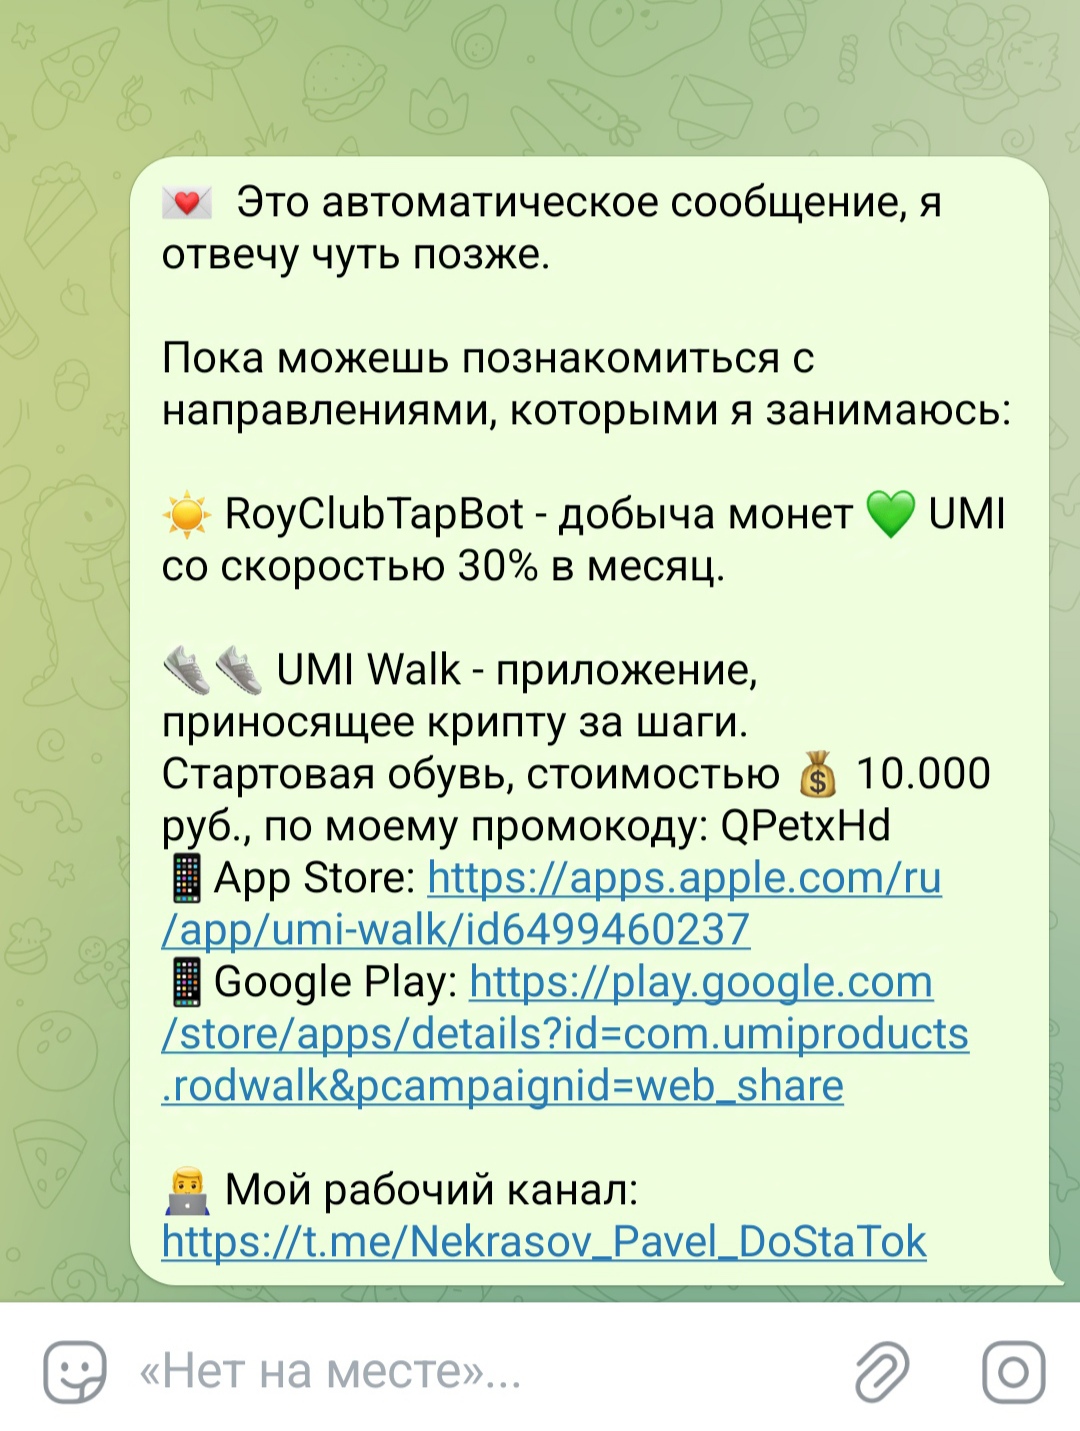 💌 Это автоматическое сообщение, я
отвечу чуть позже.
Пока можешь познакомиться с
направлениями, которыми я занимаюсь:
☀️ RoyClubTapBot - добыча монет 💚 UMI
со скоростью 30% в месяц.
👟👟 UMI Walk - приложение,
приносящее крипту за шаги.
Стартовая обувь, стоимостью 💰 10.000
руб., по моему промокоду: QPetxHd
📱App Store: https://apps.apple.com/ru
/app/umi-walk/id6499460237
📱Google Play: https://play.google.com
/store/apps/details?id=com.umiproducts
.rodwalk&pcampaignid=web_share
👨‍💻 Мой рабочий канал:
https://t.me/Nekrasov_Pavel_DoStaTok
«Нет на месте»...